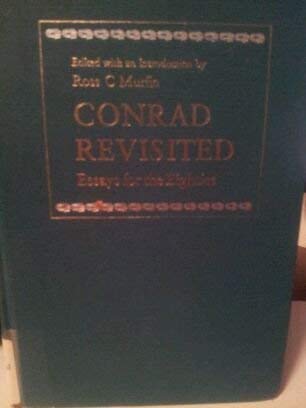 Edited with an Introduction by
Ross C Murfin
CONRAD
REVISITED
Essays for the Eighties